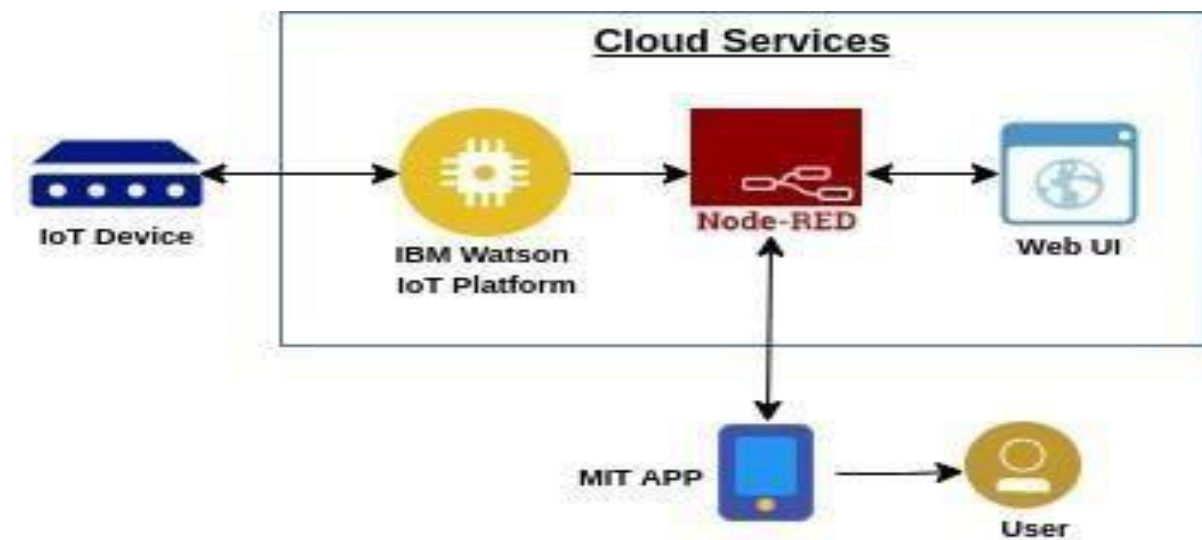 Cloud Services
IoT Device
IBM Watson
IoT Platform
Node-RED
Web UI
MIT APP
User